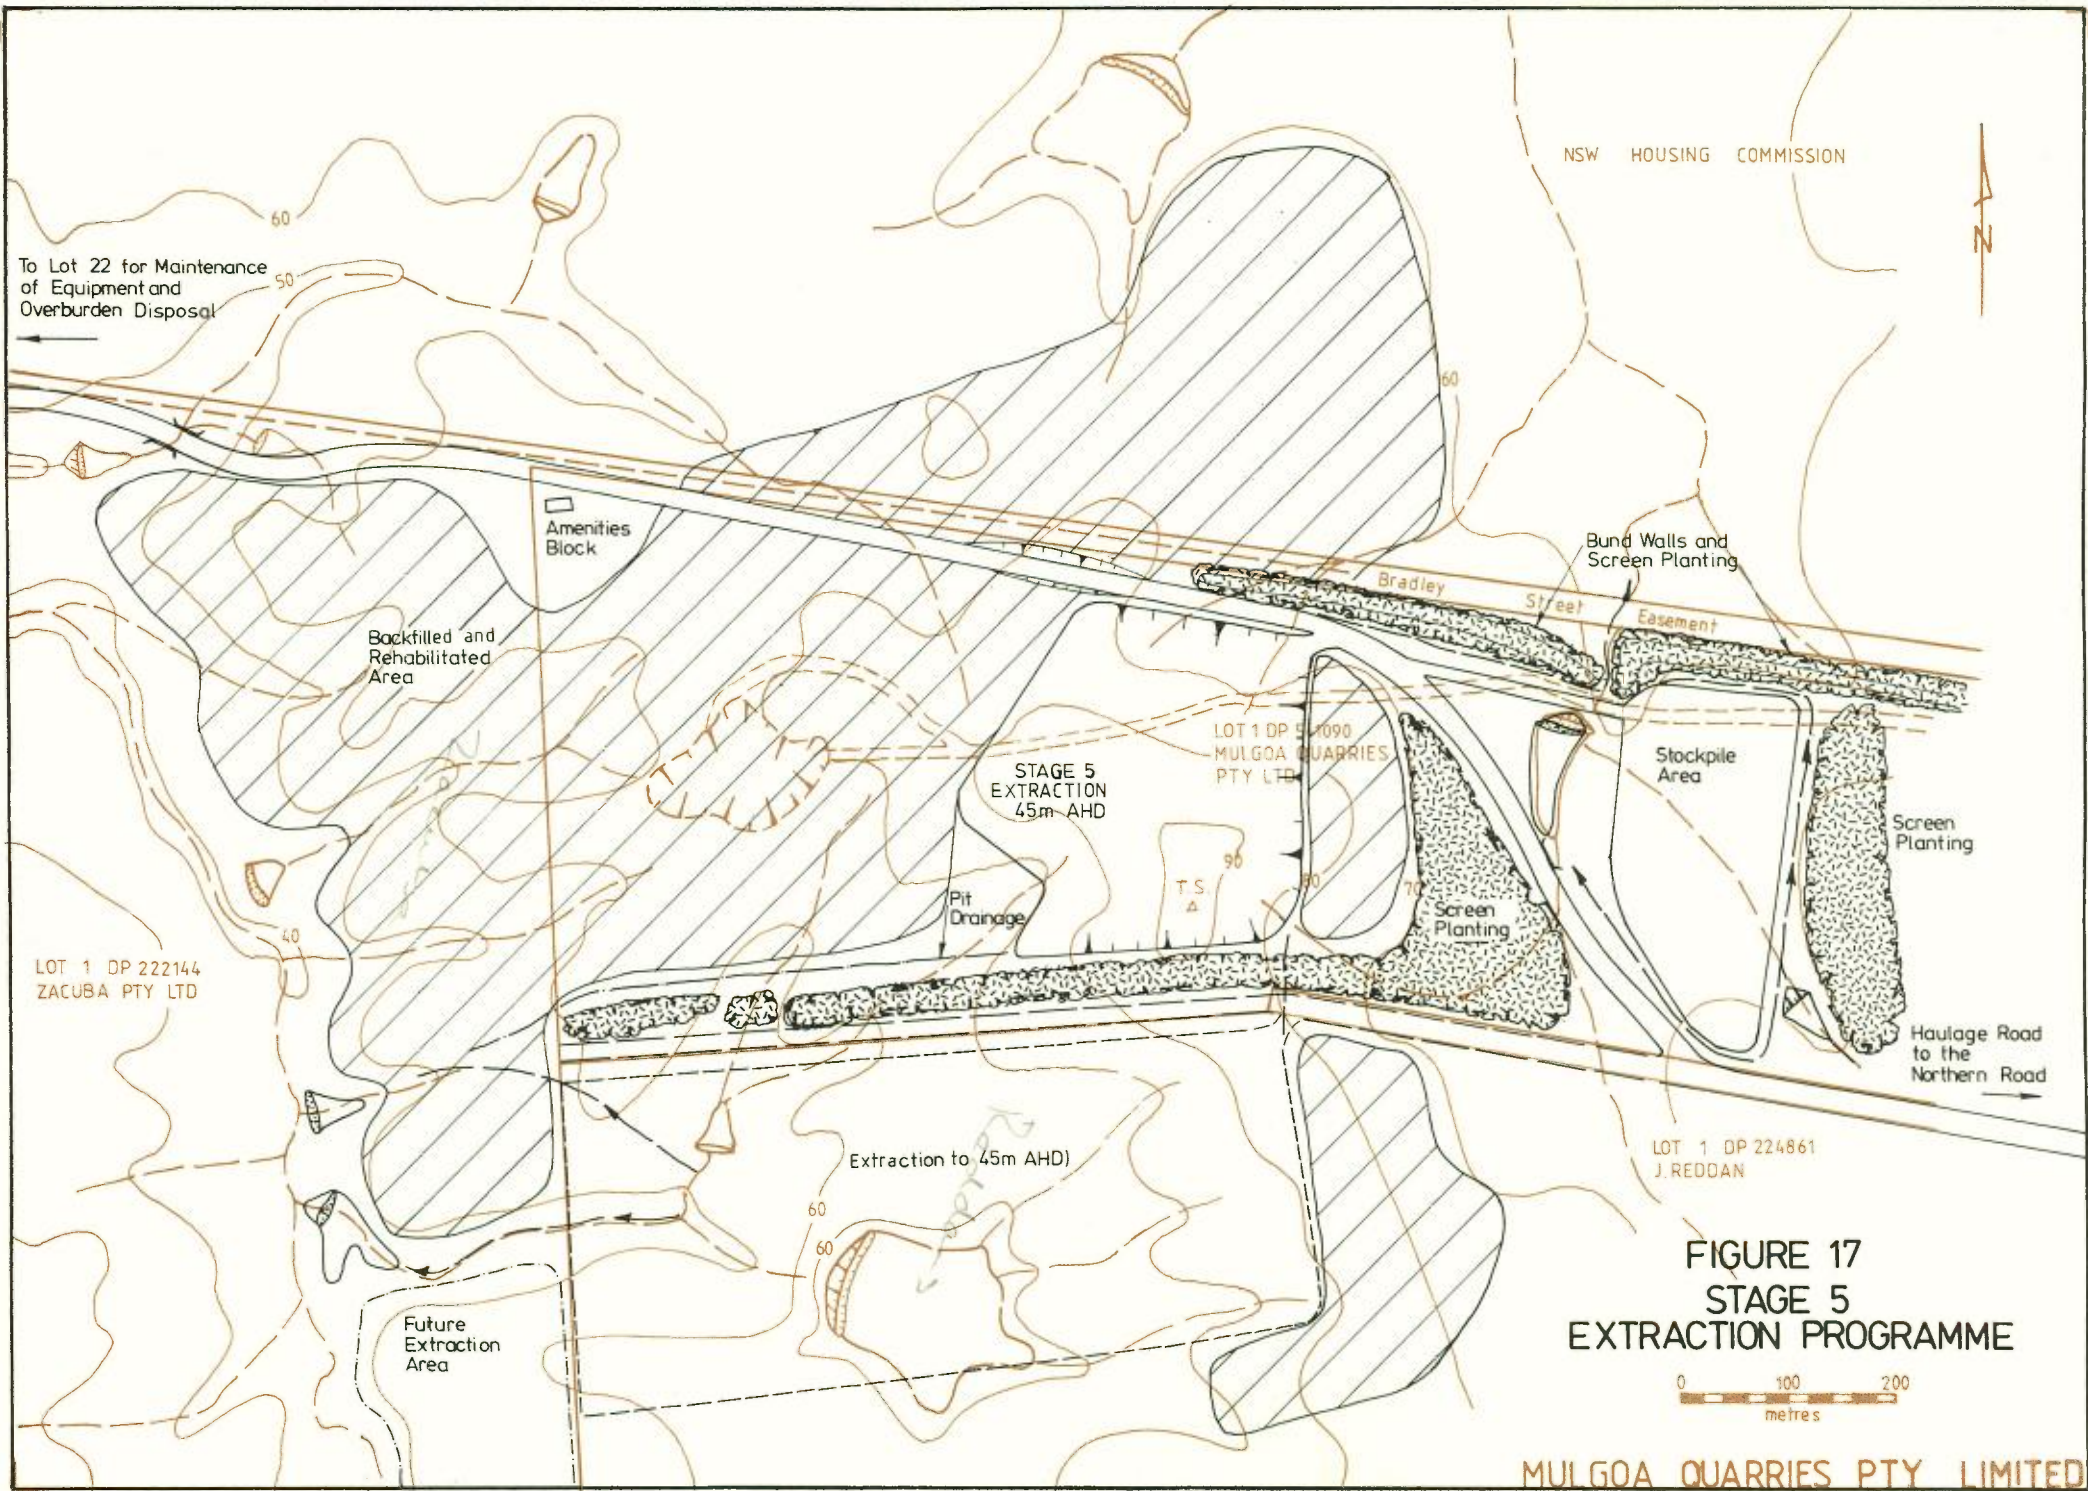 NSW HOUSING COMMISSION
N
60
To Lot 22 for Maintenance
of Equipment and
Overburden Disposal
50
60
Amenities
Block
Bund Walls and
Screen Planting
Bradley Street Easement
Backfilled and
Rehabilitated
Area
LOT 1 DP 541090
MULGOA QUARRIES
PTY LTD
STAGE 5
EXTRACTION
45m AHD
Stockpile
Area
Screen
Planting
90
T.S.
80
70
Pit
Drainage
Screen
Planting
40
LOT 1 DP 222144
ZACUBA PTY LTD
Haulage Road
to the
Northern Road
Extraction to 45m AHD)
LOT 1 DP 224861
J. REDDAN
60
60
Future
Extraction
Area
FIGURE 17
STAGE 5
EXTRACTION PROGRAMME
0 100 200
metres
MULGOA QUARRIES PTY LIMITED